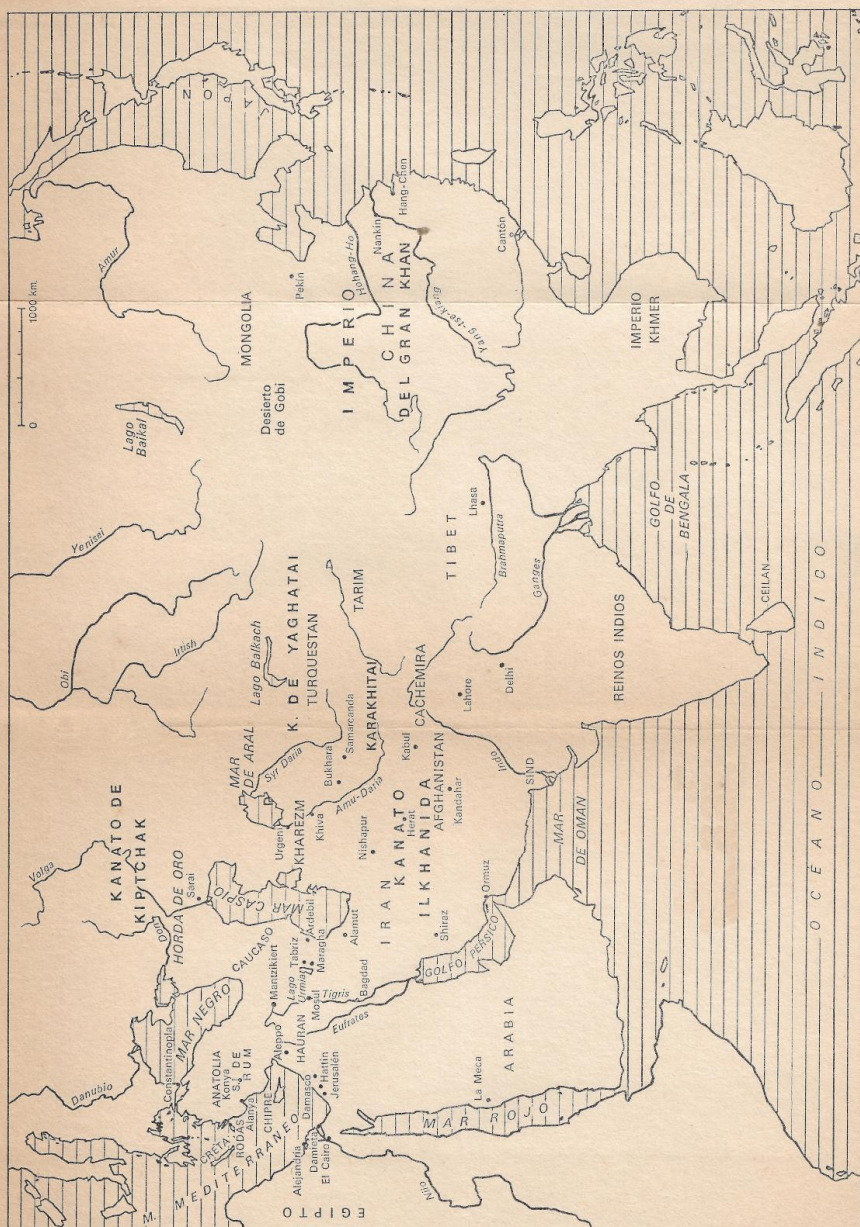 0 1000 km.
Obi
Yenisei
Irtish
Lago
Baikal
Amur
Volga
KANATO DE
KIPTCHAK
Danubio
Don
HORDA DE ORO
Sarai
MAR
DE ARAL
Lago Balkach
K. DE YAGHATAI
TURQUESTAN
MONGOLIA
Desierto
de Gobi
JAPON
Constantinopla
MAR NEGRO
CAUCASO
MAR CASPIO
Syr Daria
Urgenj
KHAREZM
Khiva
Bukhara
Samarcanda
Amu-Daria
TARIM
KARAKHITAI
Pekín
IMPERIO
CHINA
DEL GRAN KHAN
Hohang-Ho
Nankin
Hang-Chen
Yang-tse-kiang
Cantón
ANATOLIA
Konya
S. DE
RUM
Alanya
CRETA
RODAS
CHIPRE
M. MEDITERRANEO
Mantzikiert
Lago
Tabriz
Ardebil
Maragha
Mosul
Tigris
Aleppo
HAURAN
Eufrates
Bagdad
Alamut
Nishapur
IRAN
KANATO
ILKHANIDA
Herat
AFGHANISTAN
Kabul
Kandahar
CACHEMIRA
Lahore
Delhi
TIBET
Lhasa
Brahmaputra
Ganges
Indo
SIND
Damasco
Hattin
Jerusalén
Alejandría
Damieta
El Cairo
EGIPTO
Nilo
Shiraz
Ormuz
GOLFO PERSICO
ARABIA
La Meca
MAR ROJO
MAR
DE OMAN
REINOS INDIOS
GOLFO
DE
BENGALA
CEILAN
IMPERIO
KHMER
OCÉANO INDICO